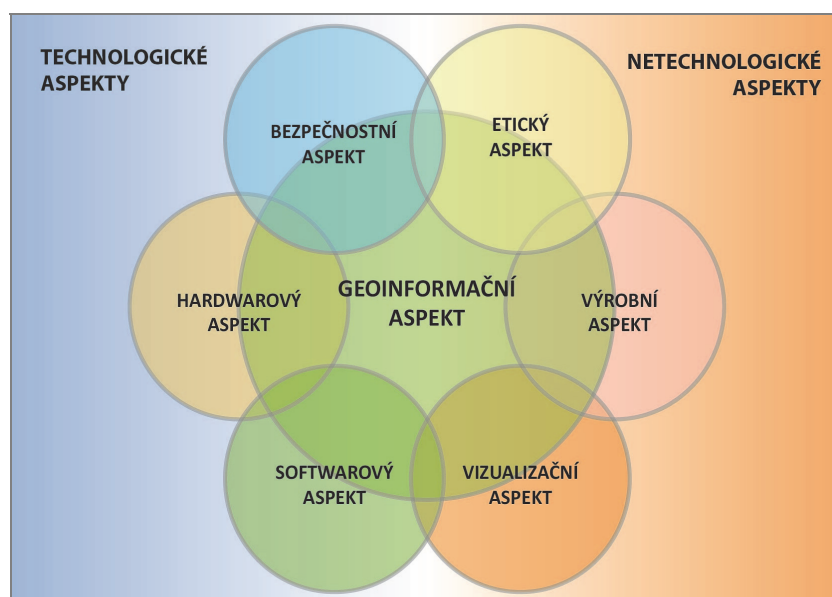 TECHNOLOGICKÉ
ASPEKTY
NETECHNOLOGICKÉ
ASPEKTY
BEZPEČNOSTNÍ
ASPEKT
ETICKÝ
ASPEKT
HARDWAROVÝ
ASPEKT
GEOINFORMAČNÍ
ASPEKT
VÝROBNÍ
ASPEKT
SOFTWAROVÝ
ASPEKT
VIZUALIZAČNÍ
ASPEKT